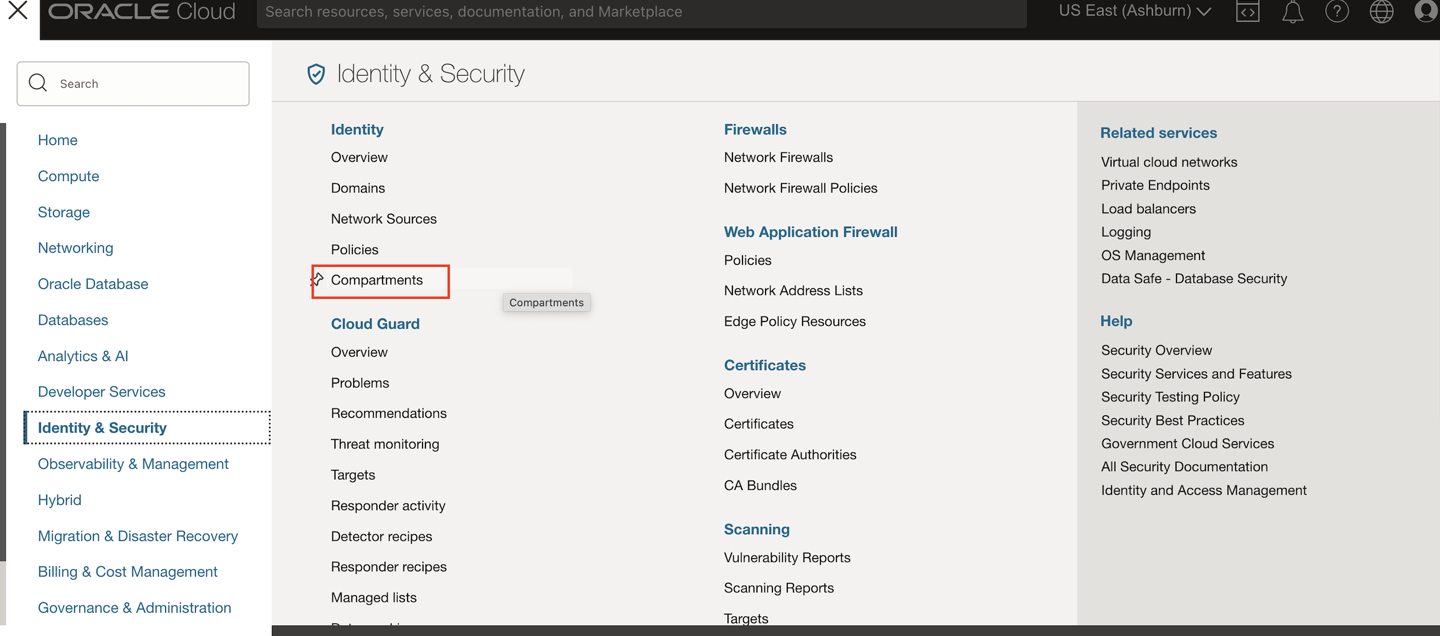 ORACLE Cloud
Search resources, services, documentation, and Marketplace
US East (Ashburn)
Search
Home
Compute
Storage
Networking
Oracle Database
Databases
Analytics & AI
Developer Services
Identity & Security
Observability & Management
Hybrid
Migration & Disaster Recovery
Billing & Cost Management
Governance & Administration
Identity & Security
Identity
Overview
Domains
Network Sources
Policies
Compartments
Compartments
Cloud Guard
Overview
Problems
Recommendations
Threat monitoring
Targets
Responder activity
Detector recipes
Responder recipes
Managed lists
Firewalls
Network Firewalls
Network Firewall Policies
Web Application Firewall
Policies
Network Address Lists
Edge Policy Resources
Certificates
Overview
Certificates
Certificate Authorities
CA Bundles
Scanning
Vulnerability Reports
Scanning Reports
Targets
Related services
Virtual cloud networks
Private Endpoints
Load balancers
Logging
OS Management
Data Safe - Database Security
Help
Security Overview
Security Services and Features
Security Testing Policy
Security Best Practices
Government Cloud Services
All Security Documentation
Identity and Access Management